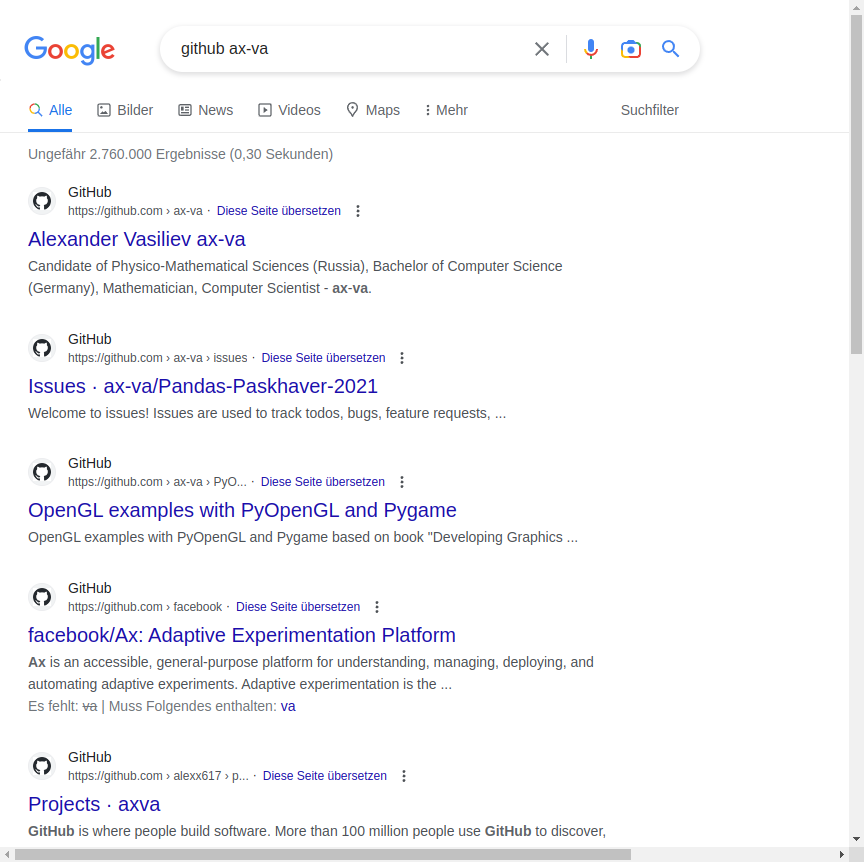 Google
github ax-va
Alle
Bilder
News
Videos
Maps
Mehr
Suchfilter
Ungefähr 2.760.000 Ergebnisse (0,30 Sekunden)
GitHub
https://github.com › ax-va · Diese Seite übersetzen
Alexander Vasiliev ax-va
Candidate of Physico-Mathematical Sciences (Russia), Bachelor of Computer Science
(Germany), Mathematician, Computer Scientist - ax-va.
GitHub
https://github.com › ax-va › issues · Diese Seite übersetzen
Issues · ax-va/Pandas-Paskhaver-2021
Welcome to issues! Issues are used to track todos, bugs, feature requests, ...
GitHub
https://github.com › ax-va › PyO... · Diese Seite übersetzen
OpenGL examples with PyOpenGL and Pygame
OpenGL examples with PyOpenGL and Pygame based on book "Developing Graphics ...
GitHub
https://github.com › facebook · Diese Seite übersetzen
facebook/Ax: Adaptive Experimentation Platform
Ax is an accessible, general-purpose platform for understanding, managing, deploying, and
automating adaptive experiments. Adaptive experimentation is the ...
Es fehlt: va | Muss Folgendes enthalten: va
GitHub
https://github.com › alexx617 › p... · Diese Seite übersetzen
Projects · axva
GitHub is where people build software. More than 100 million people use GitHub to discover,